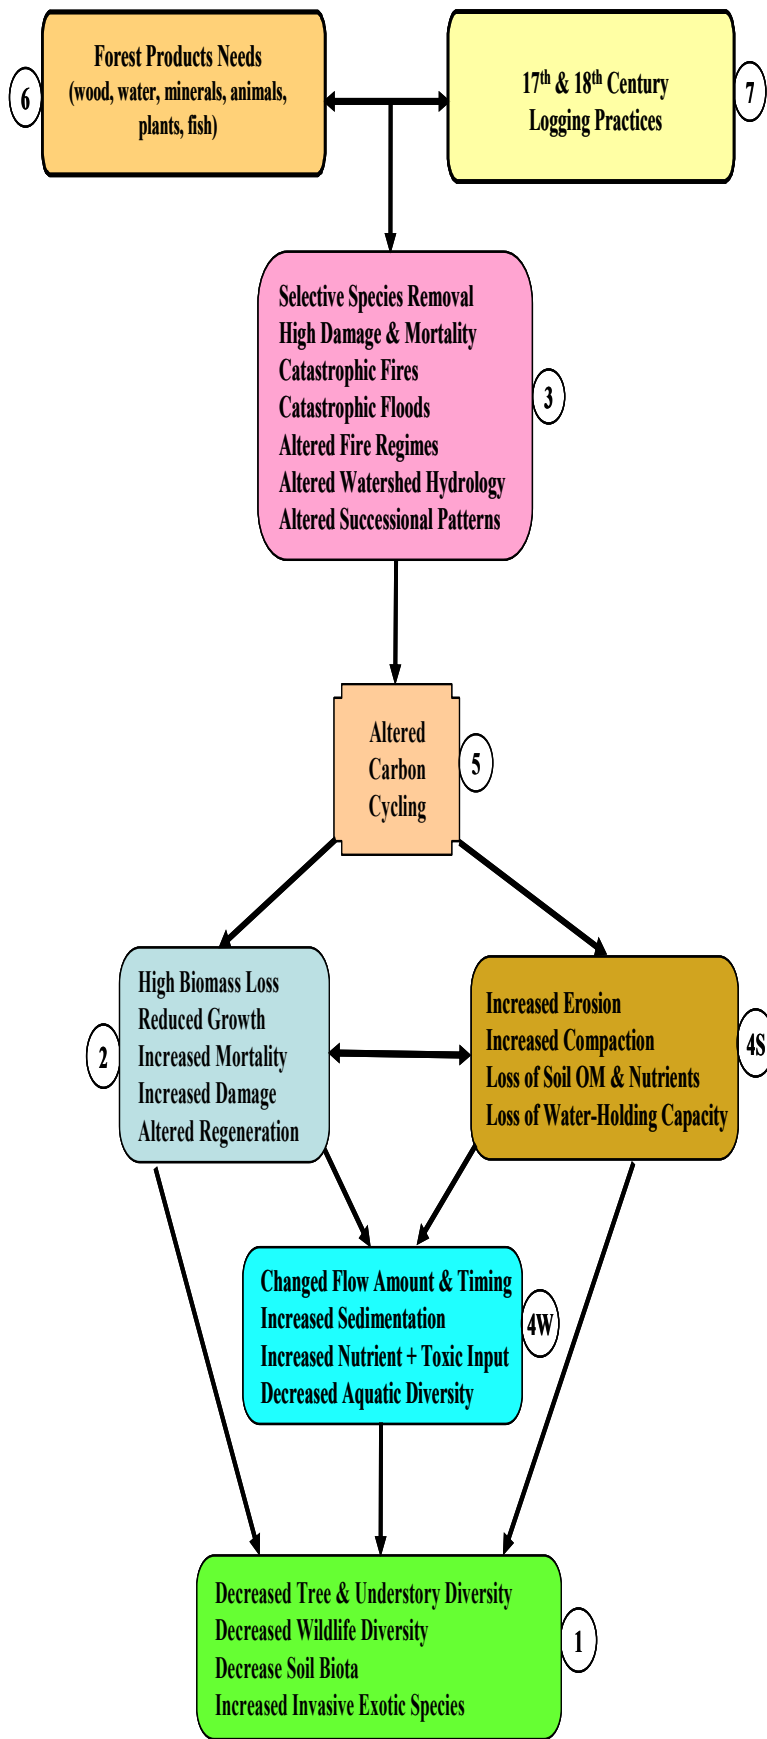 Forest Products Needs
(wood, water, minerals, animals,
plants, fish)
6
17th & 18th Century
Logging Practices
7
Selective Species Removal
High Damage & Mortality
Catastrophic Fires
Catastrophic Floods
Altered Fire Regimes
Altered Watershed Hydrology
Altered Successional Patterns
3
Altered
Carbon
Cycling
5
High Biomass Loss
Reduced Growth
Increased Mortality
Increased Damage
Altered Regeneration
2
Increased Erosion
Increased Compaction
Loss of Soil OM & Nutrients
Loss of Water-Holding Capacity
4S
Changed Flow Amount & Timing
Increased Sedimentation
Increased Nutrient + Toxic Input
Decreased Aquatic Diversity
4W
Decreased Tree & Understory Diversity
Decreased Wildlife Diversity
Decrease Soil Biota
Increased Invasive Exotic Species
1